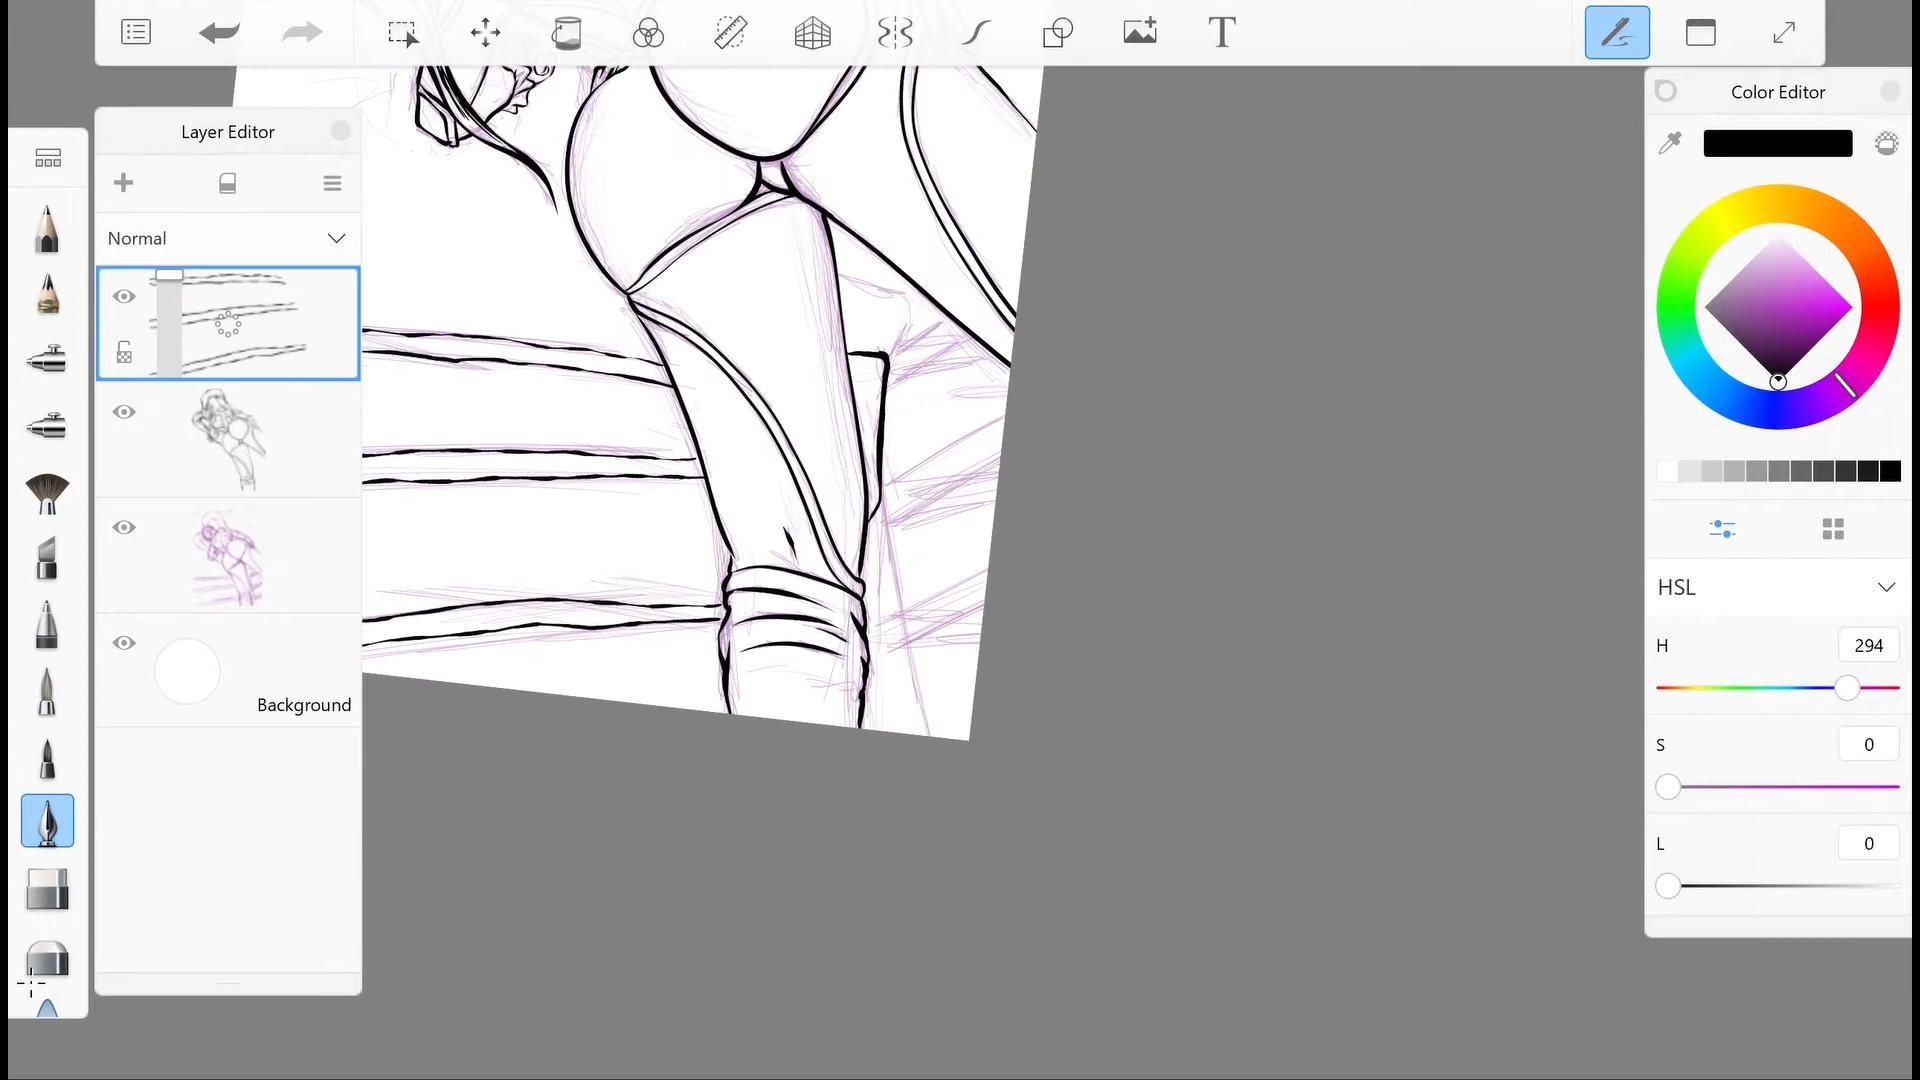 T
Layer Editor
Normal
Background
Color Editor
HSL
H 294
S 0
L 0